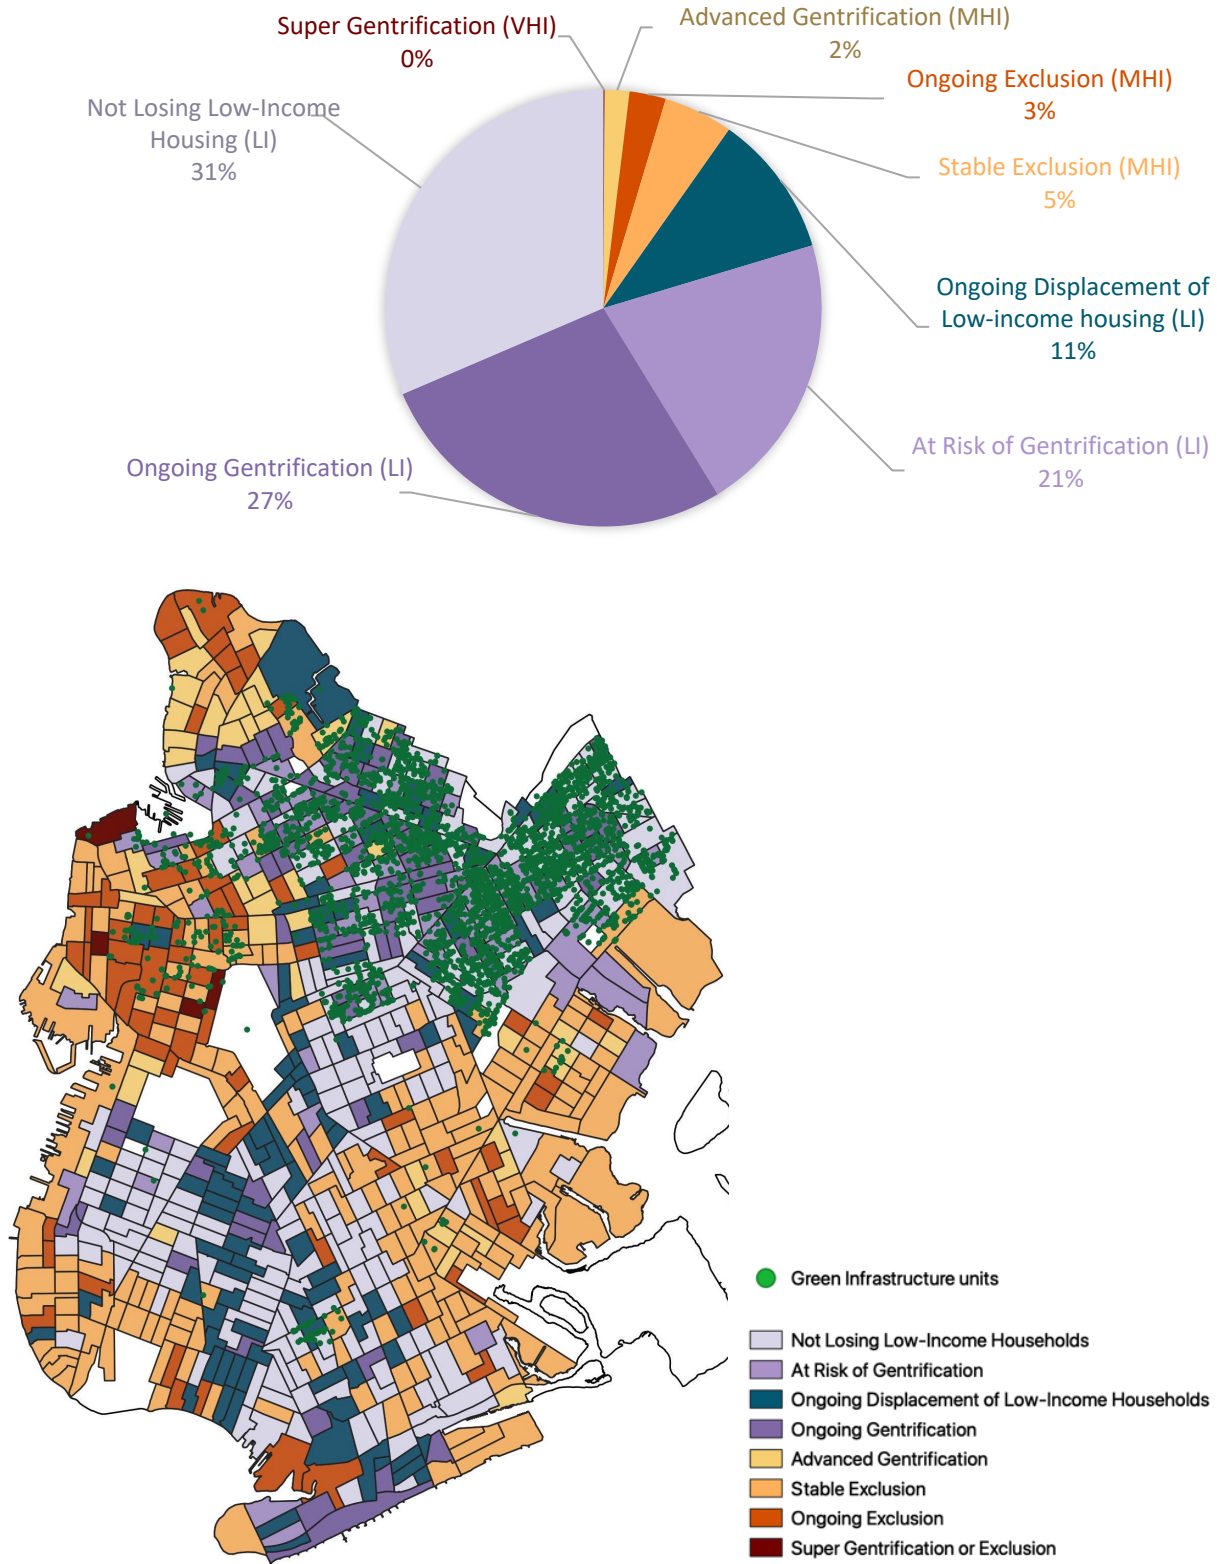 Super Gentrification (VHI)
0%
Advanced Gentrification (MHI)
2%
Ongoing Exclusion (MHI)
3%
Not Losing Low-Income
Housing (LI)
31%
Stable Exclusion (MHI)
5%
Ongoing Displacement of
Low-income housing (LI)
11%
At Risk of Gentrification (LI)
21%
Ongoing Gentrification (LI)
27%
Green Infrastructure units
Not Losing Low-Income Households
At Risk of Gentrification
Ongoing Displacement of Low-Income Households
Ongoing Gentrification
Advanced Gentrification
Stable Exclusion
Ongoing Exclusion
Super Gentrification or Exclusion